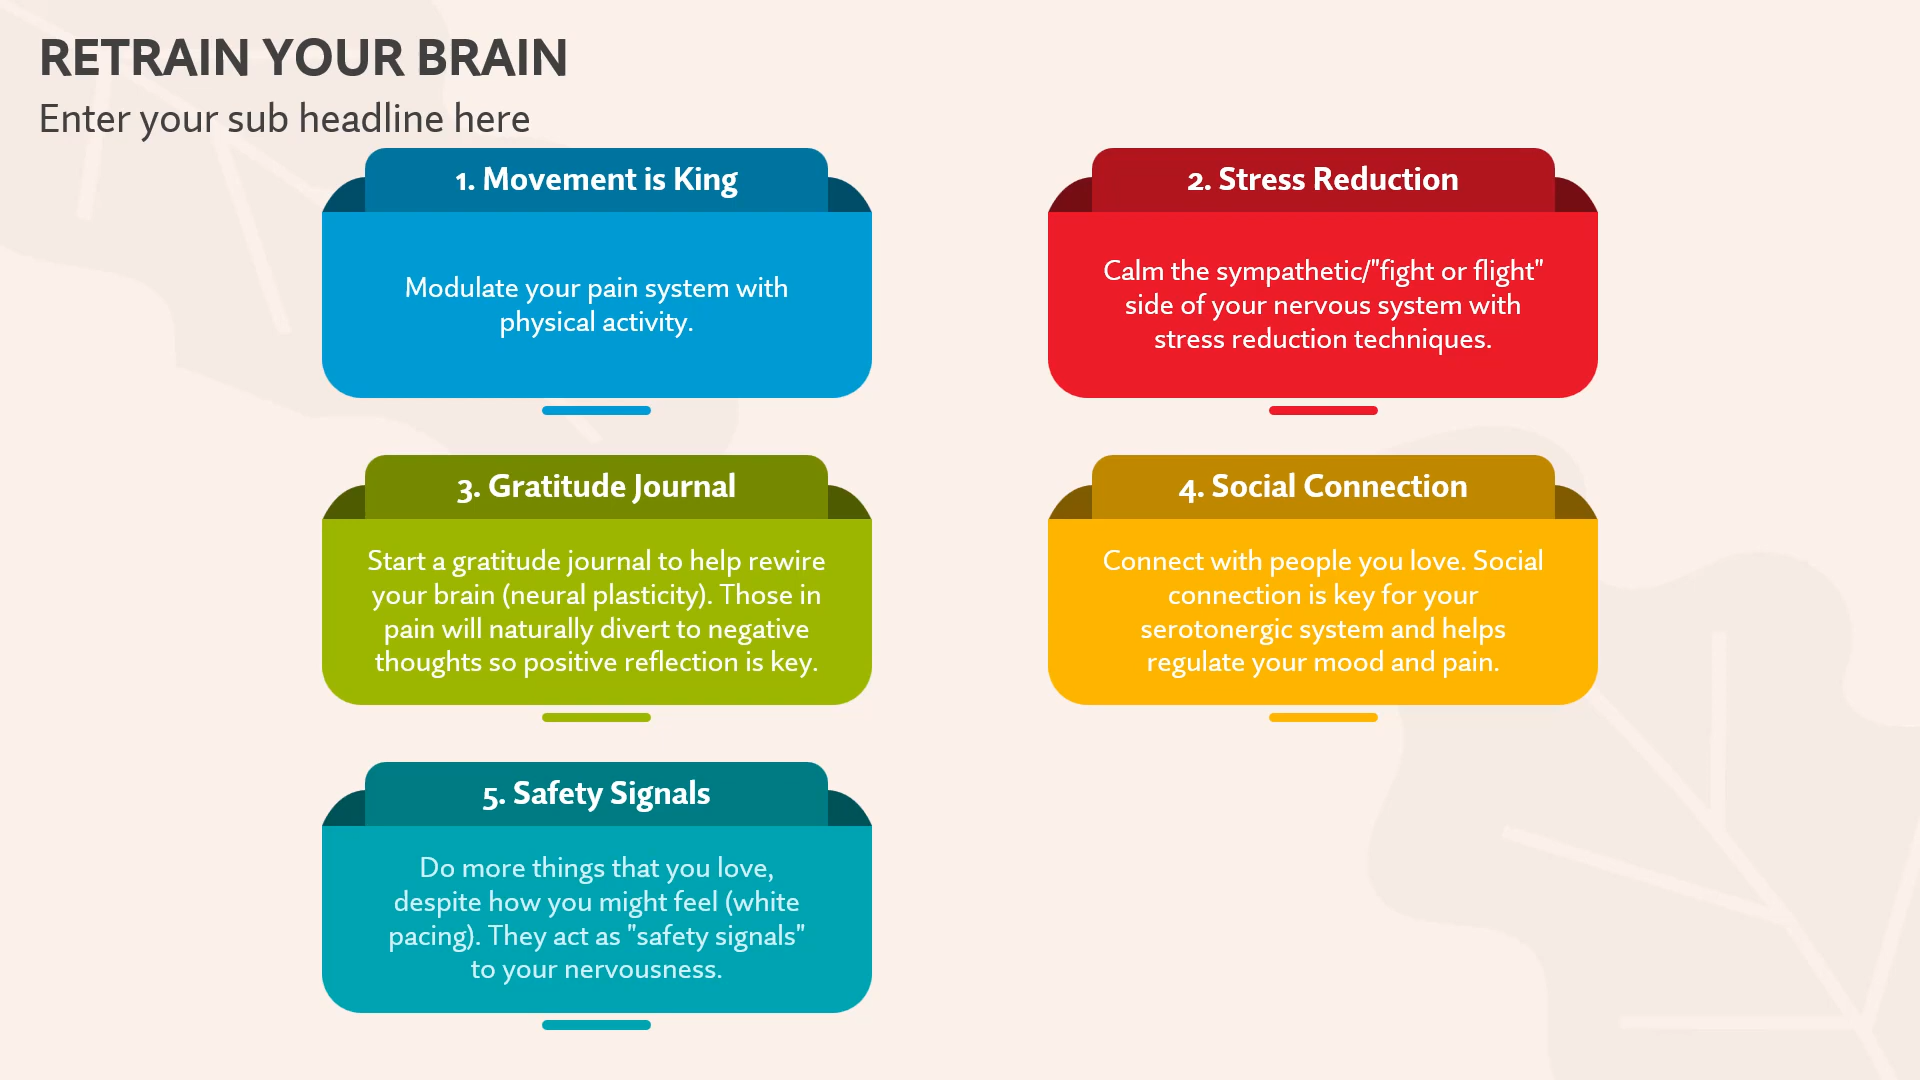 RETRAIN YOUR BRAIN
Enter your sub headline here
1. Movement is King
Modulate your pain system with
physical activity.
2. Stress Reduction
Calm the sympathetic/"fight or flight"
side of your nervous system with
stress reduction techniques.
3. Gratitude Journal
Start a gratitude journal to help rewire
your brain (neural plasticity). Those in
pain will naturally divert to negative
thoughts so positive reflection is key.
4. Social Connection
Connect with people you love. Social
connection is key for your
serotonergic system and helps
regulate your mood and pain.
5. Safety Signals
Do more things that you love,
despite how you might feel (white
pacing). They act as "safety signals"
to your nervousness.